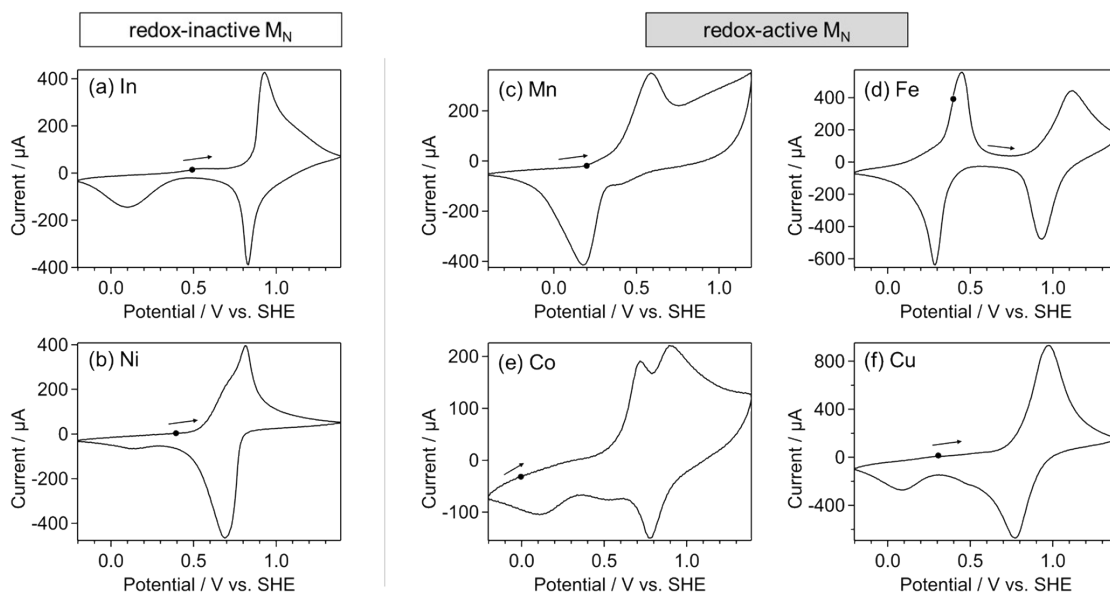 redox-inactive M_N
redox-active M_N
(a) In
400
200
0
-200
-400
0.0 0.5 1.0
Current / µA
Potential / V vs. SHE
(c) Mn
200
0
-200
-400
0.0 0.5 1.0
Current / µA
Potential / V vs. SHE
(d) Fe
400
200
0
-200
-400
-600
0.0 0.5 1.0
Current / µA
Potential / V vs. SHE
(b) Ni
400
200
0
-200
-400
0.0 0.5 1.0
Current / µA
Potential / V vs. SHE
(e) Co
200
100
0
-100
0.0 0.5 1.0
Current / µA
Potential / V vs. SHE
(f) Cu
800
400
0
-400
0.0 0.5 1.0
Current / µA
Potential / V vs. SHE